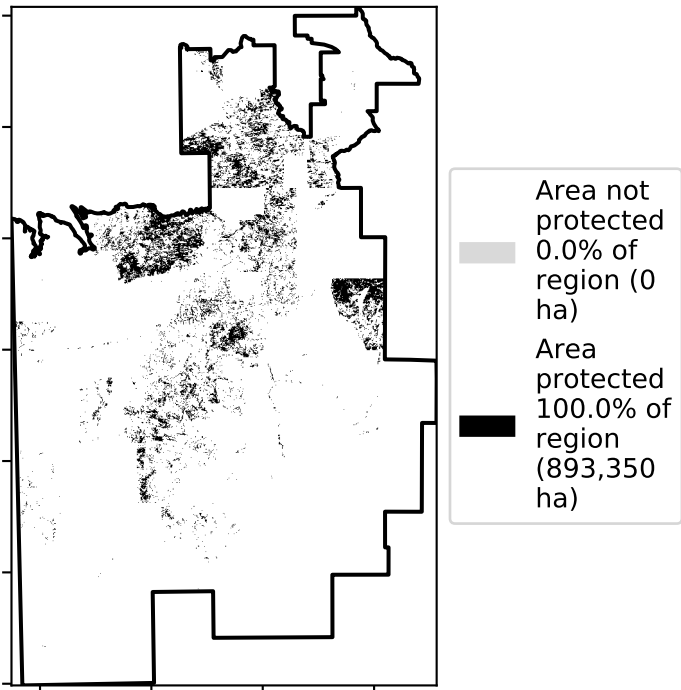 Area not
protected
0.0% of
region (0
ha)
Area
protected
100.0% of
region
(893,350
ha)